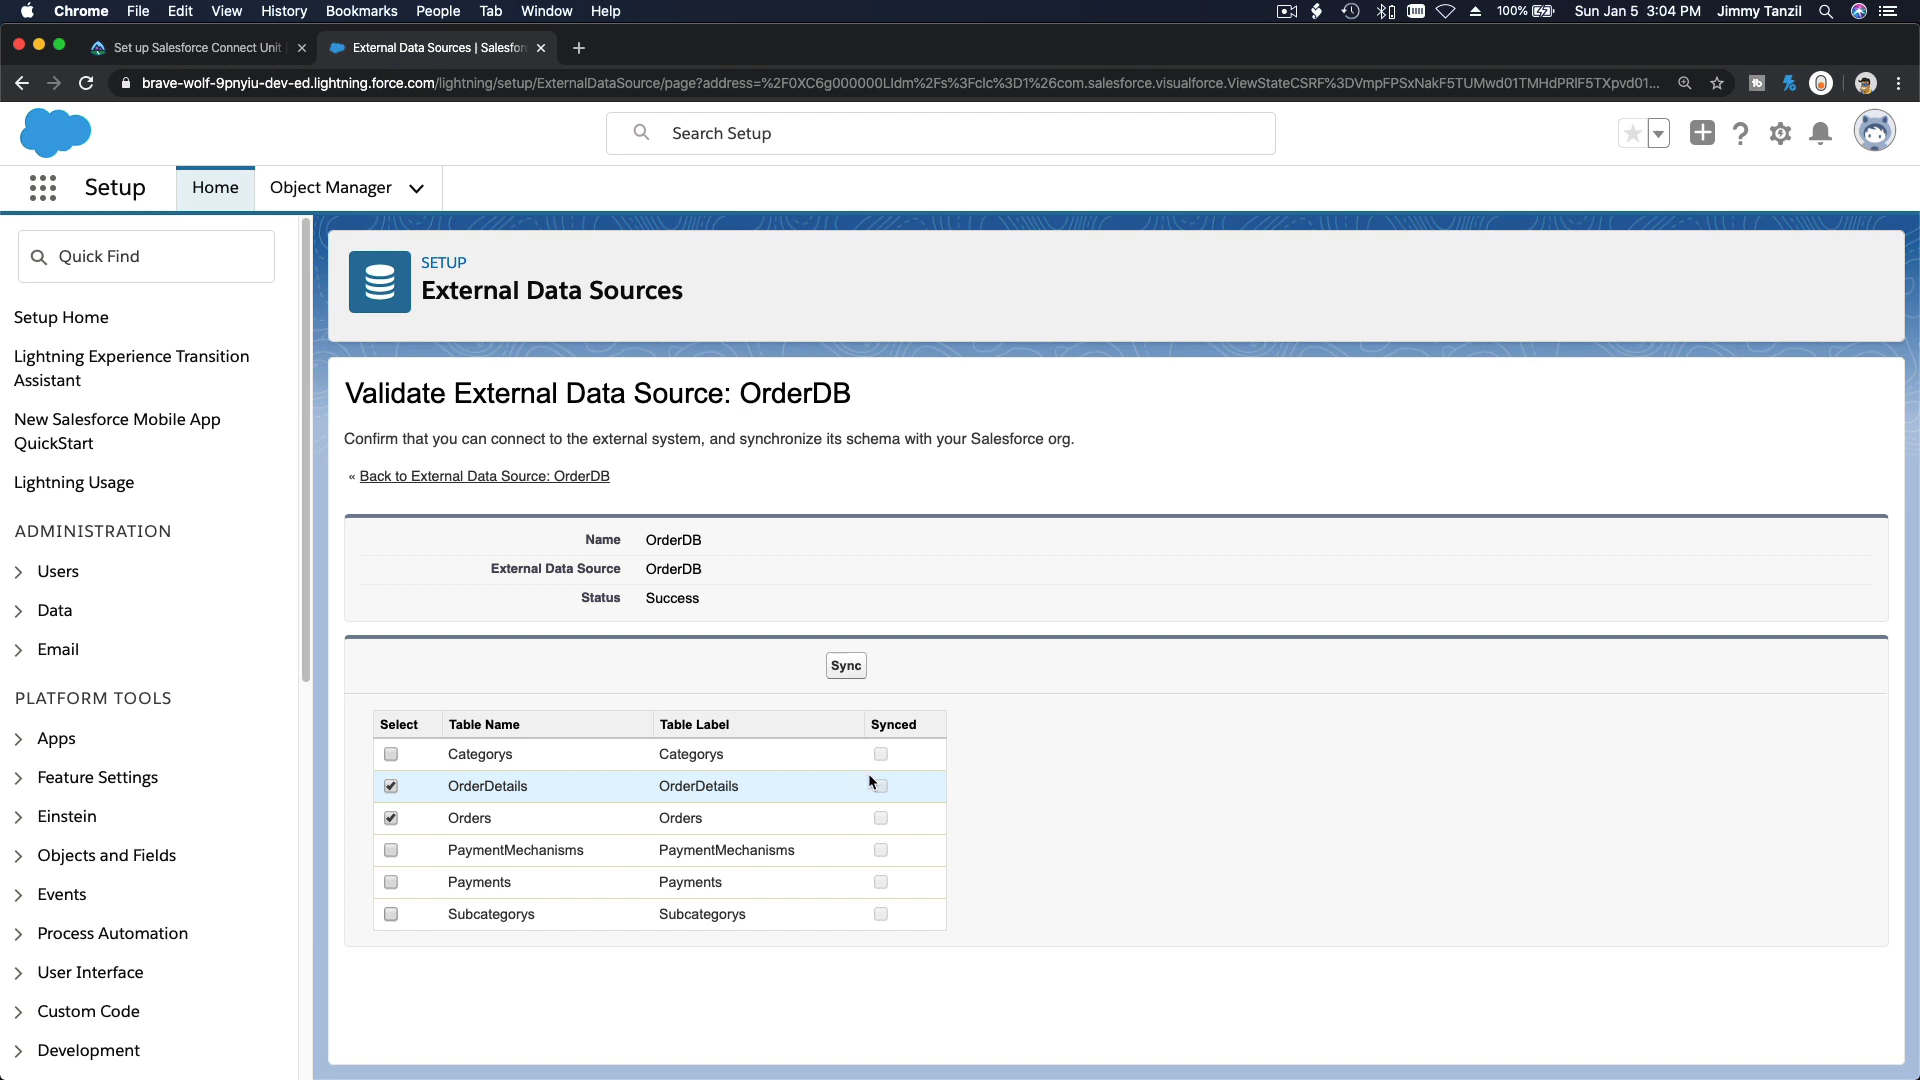 Chrome File Edit View History Bookmarks People Tab Window Help
100% Sun Jan 5 3:04 PM Jimmy Tanzil
Set up Salesforce Connect Unit
External Data Sources | Salesfor
brave-wolf-9pnyiu-dev-ed.lightning.force.com/lightning/setup/ExternalDataSource/page?address=%2F0XC6g000000LIdm%2Fs%3Fclc%3D1%26com.salesforce.visualforce.ViewStateCSRF%3DVmpFPSxNakF5TUMwd01TMHdPRlF5TXpvd01...
Search Setup
Setup
Home
Object Manager
Quick Find
Setup Home
Lightning Experience Transition
Assistant
New Salesforce Mobile App
QuickStart
Lightning Usage
ADMINISTRATION
Users
Data
Email
PLATFORM TOOLS
Apps
Feature Settings
Einstein
Objects and Fields
Events
Process Automation
User Interface
Custom Code
Development
SETUP
External Data Sources
Validate External Data Source: OrderDB
Confirm that you can connect to the external system, and synchronize its schema with your Salesforce org.
« Back to External Data Source: OrderDB
Name OrderDB
External Data Source OrderDB
Status Success
Sync
Select Table Name Table Label Synced
Categorys Categorys
OrderDetails OrderDetails
Orders Orders
PaymentMechanisms PaymentMechanisms
Payments Payments
Subcategorys Subcategorys